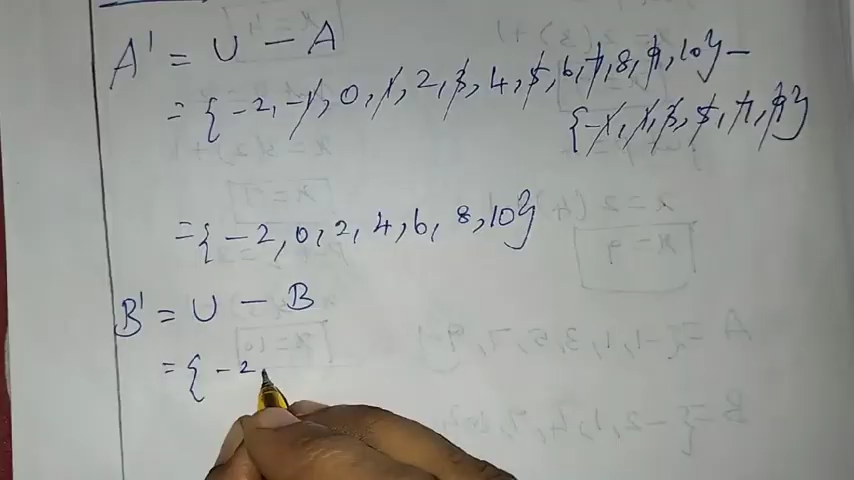 A' = U - A
= {-2, -1, 0, 1, 2, 3, 4, 5, 6, 7, 8, 9, 10} -
{-1, 1, 3, 5, 7, 9}
= {-2, 0, 2, 4, 6, 8, 10}
B' = U - B
= {-2,